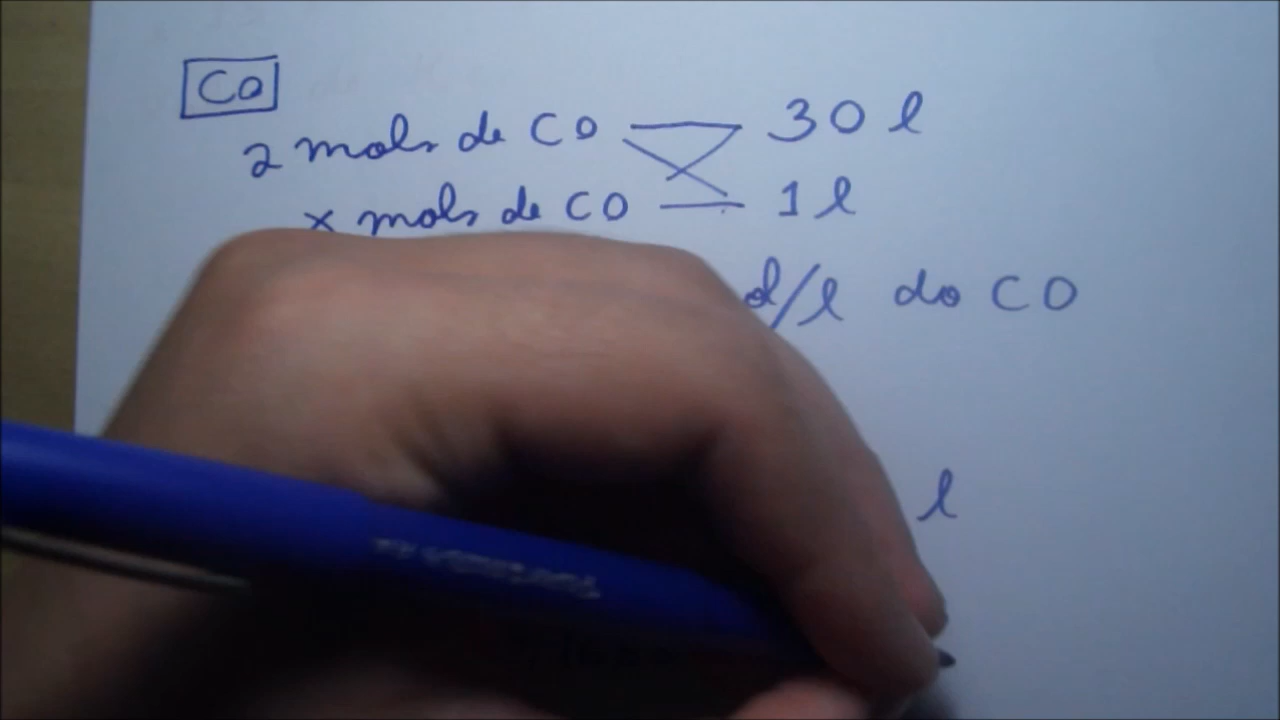 CO
2 mols de CO 30 l
x mols de CO 1 l
/l do CO
l